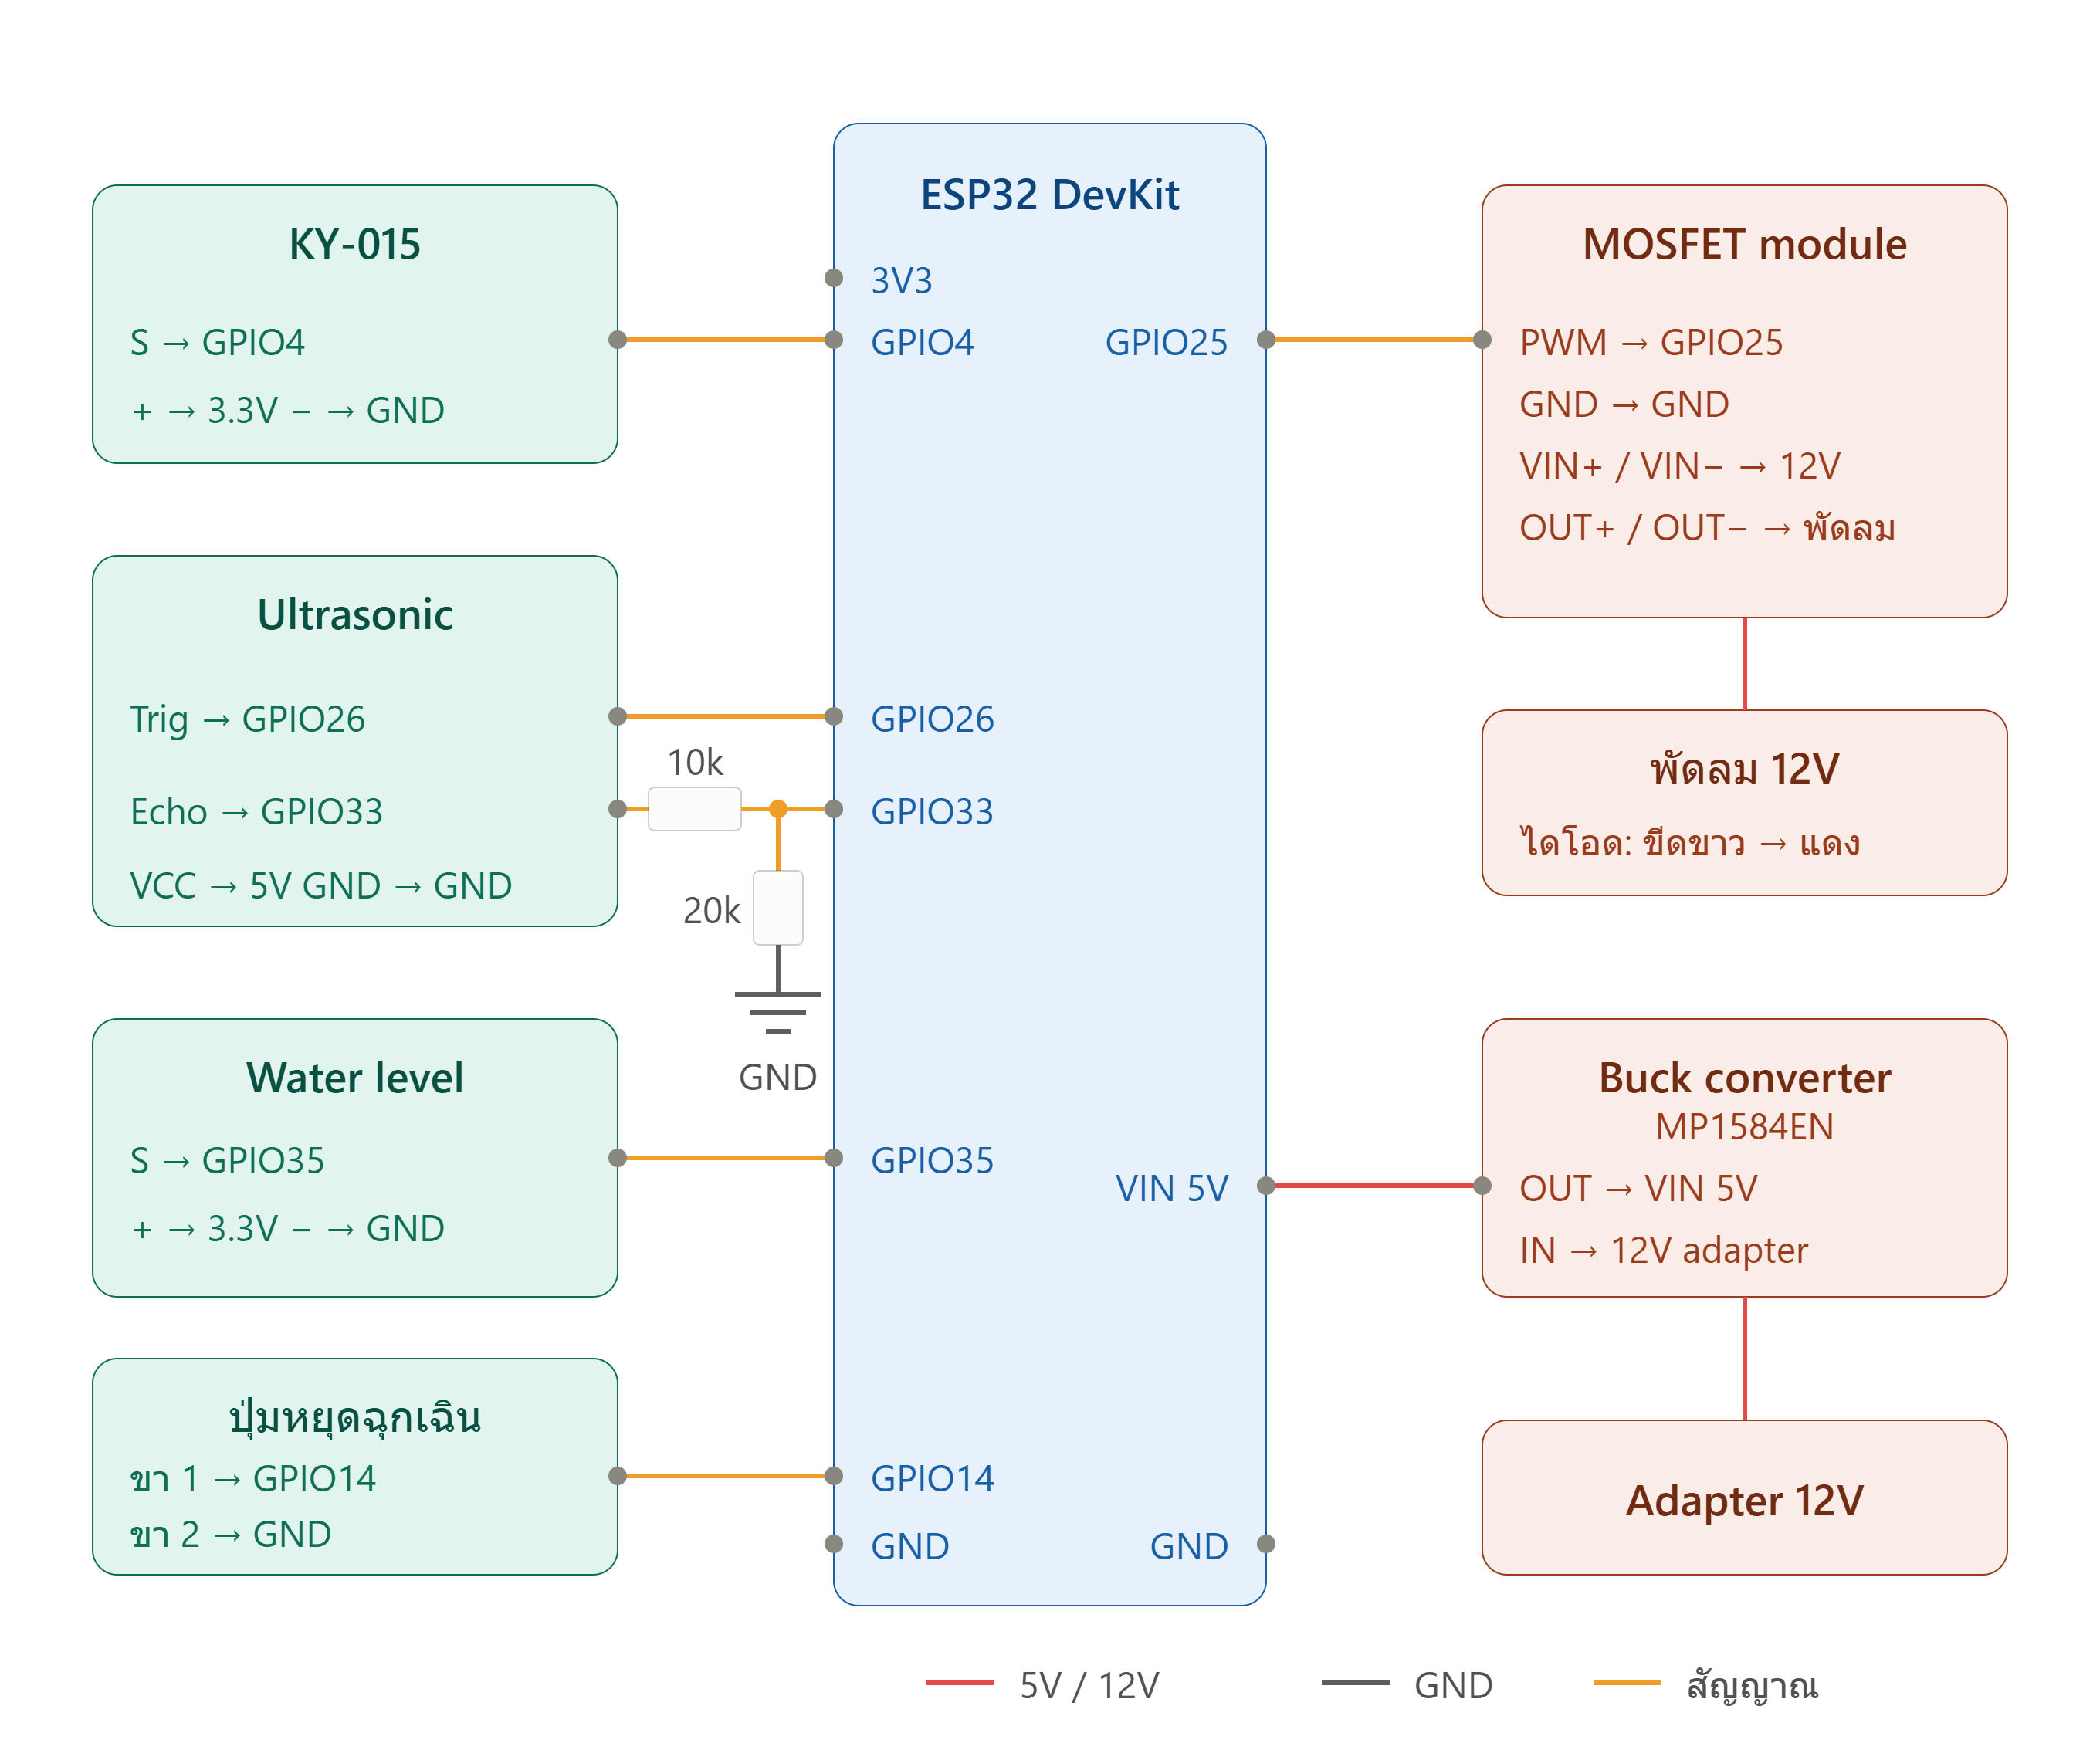 KY-015
S → GPIO4
+ → 3.3V − → GND
Ultrasonic
Trig → GPIO26
Echo → GPIO33
VCC → 5V GND → GND
10k
20k
GND
Water level
S → GPIO35
+ → 3.3V − → GND
ปุ่มหยุดฉุกเฉิน
ขา 1 → GPIO14
ขา 2 → GND
ESP32 DevKit
3V3
GPIO4
GPIO25
GPIO26
GPIO33
GPIO35
VIN 5V
GPIO14
GND
GND
MOSFET module
PWM → GPIO25
GND → GND
VIN+ / VIN− → 12V
OUT+ / OUT− → พัดลม
พัดลม 12V
ไดโอด: ขีดขาว → แดง
Buck converter
MP1584EN
OUT → VIN 5V
IN → 12V adapter
Adapter 12V
5V / 12V
GND
สัญญาณ